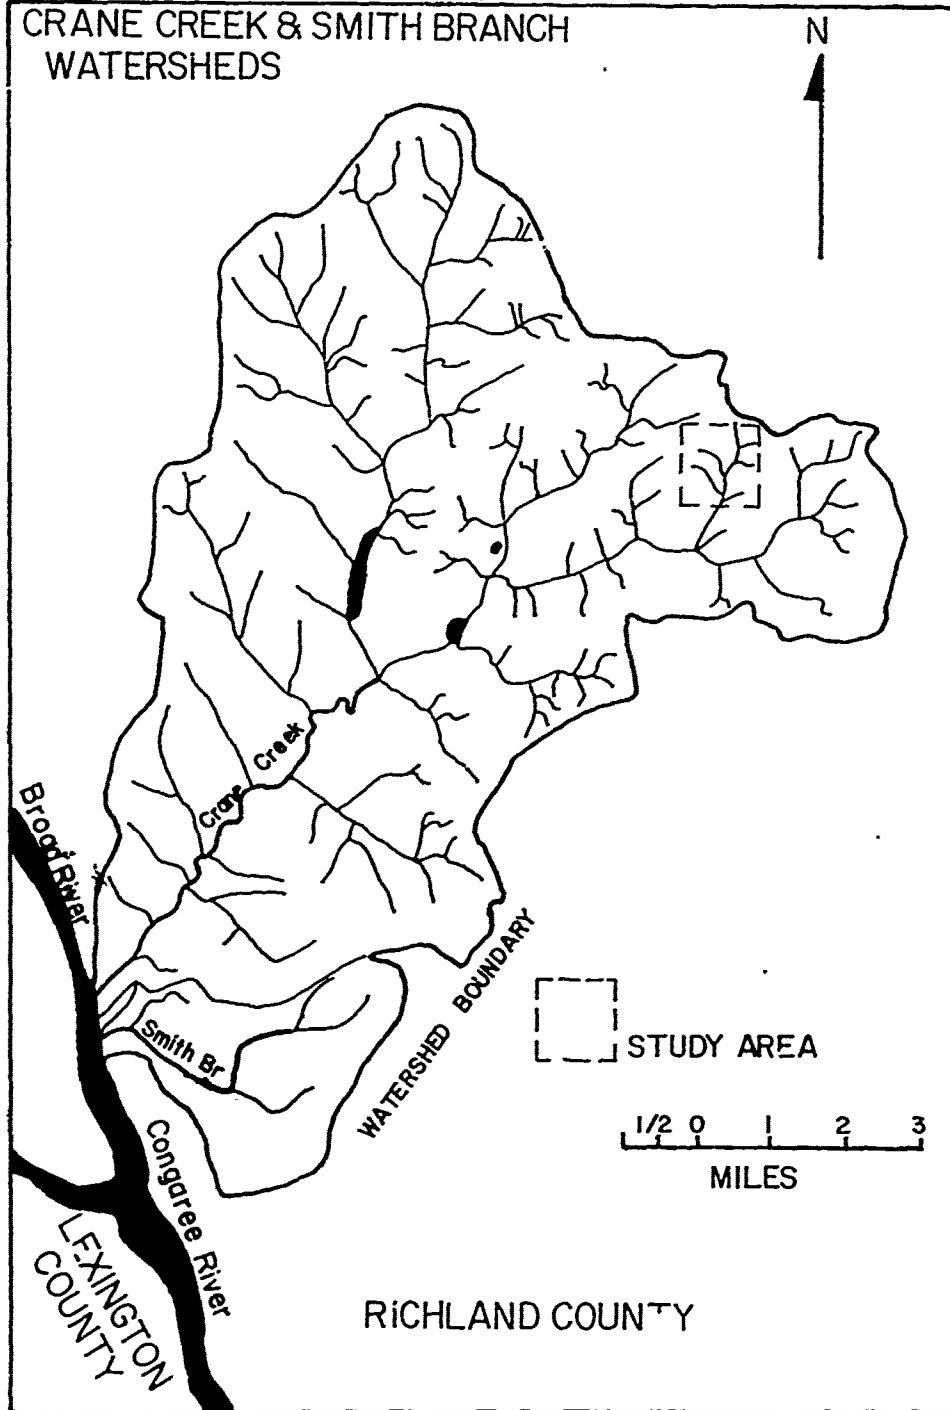 CRANE CREEK & SMITH BRANCH
WATERSHEDS
N
Crane Creek
Broad River
Smith Br
WATERSHED BOUNDARY
STUDY AREA
1/2 0 1 2 3
MILES
Congaree River
LEXINGTON
COUNTY
RICHLAND COUNTY